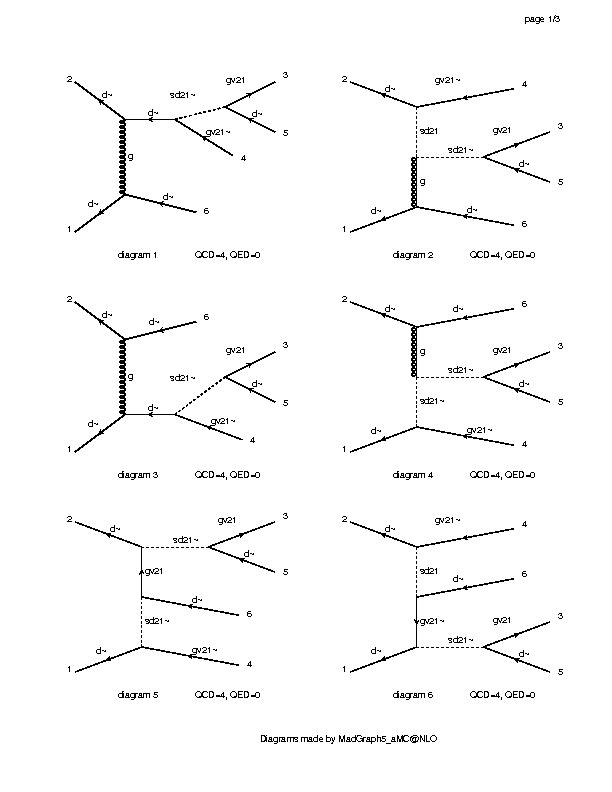 page 1/3
2 d~ sd21~ gv21 3
d~ d~ 5
gv21~ 4
g
d~ d~ 6
1
diagram 1 QCD=4, QED=0
2 d~ gv21~ 4
sd21 gv21 3
sd21~ d~ 5
g
d~ d~ 6
1
diagram 2 QCD=4, QED=0
2 d~ d~ 6
gv21 3
g sd21~ d~ 5
d~ d~ gv21~ 4
1
diagram 3 QCD=4, QED=0
2 d~ d~ 6
g gv21 3
sd21~ d~ 5
sd21~
d~ gv21~ 4
1
diagram 4 QCD=4, QED=0
2 d~ gv21 3
sd21~ d~ 5
gv21
d~ 6
sd21~
d~ gv21~ 4
1
diagram 5 QCD=4, QED=0
2 d~ gv21~ 4
sd21 d~ 6
gv21~ gv21 3
d~ sd21~ d~ 5
1
diagram 6 QCD=4, QED=0
Diagrams made by MadGraph5_aMC@NLO